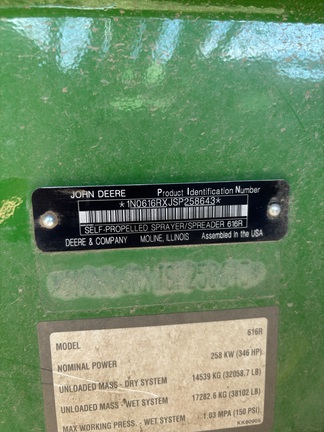 JOHN DEERE Product Identification Number
*1N0616RXJSP258643*
SELF-PROPELLED SPRAYER/SPREADER 616R
DEERE & COMPANY MOLINE, ILLINOIS Assembled in the USA
MODEL 616R
NOMINAL POWER 258 KW (346 HP)
UNLOADED MASS - DRY SYSTEM 14539 KG (32058.7 LB)
UNLOADED MASS - WET SYSTEM 17282.6 KG (38102 LB)
MAX WORKING PRESS - WET SYSTEM 1.03 MPA (150 PSI)